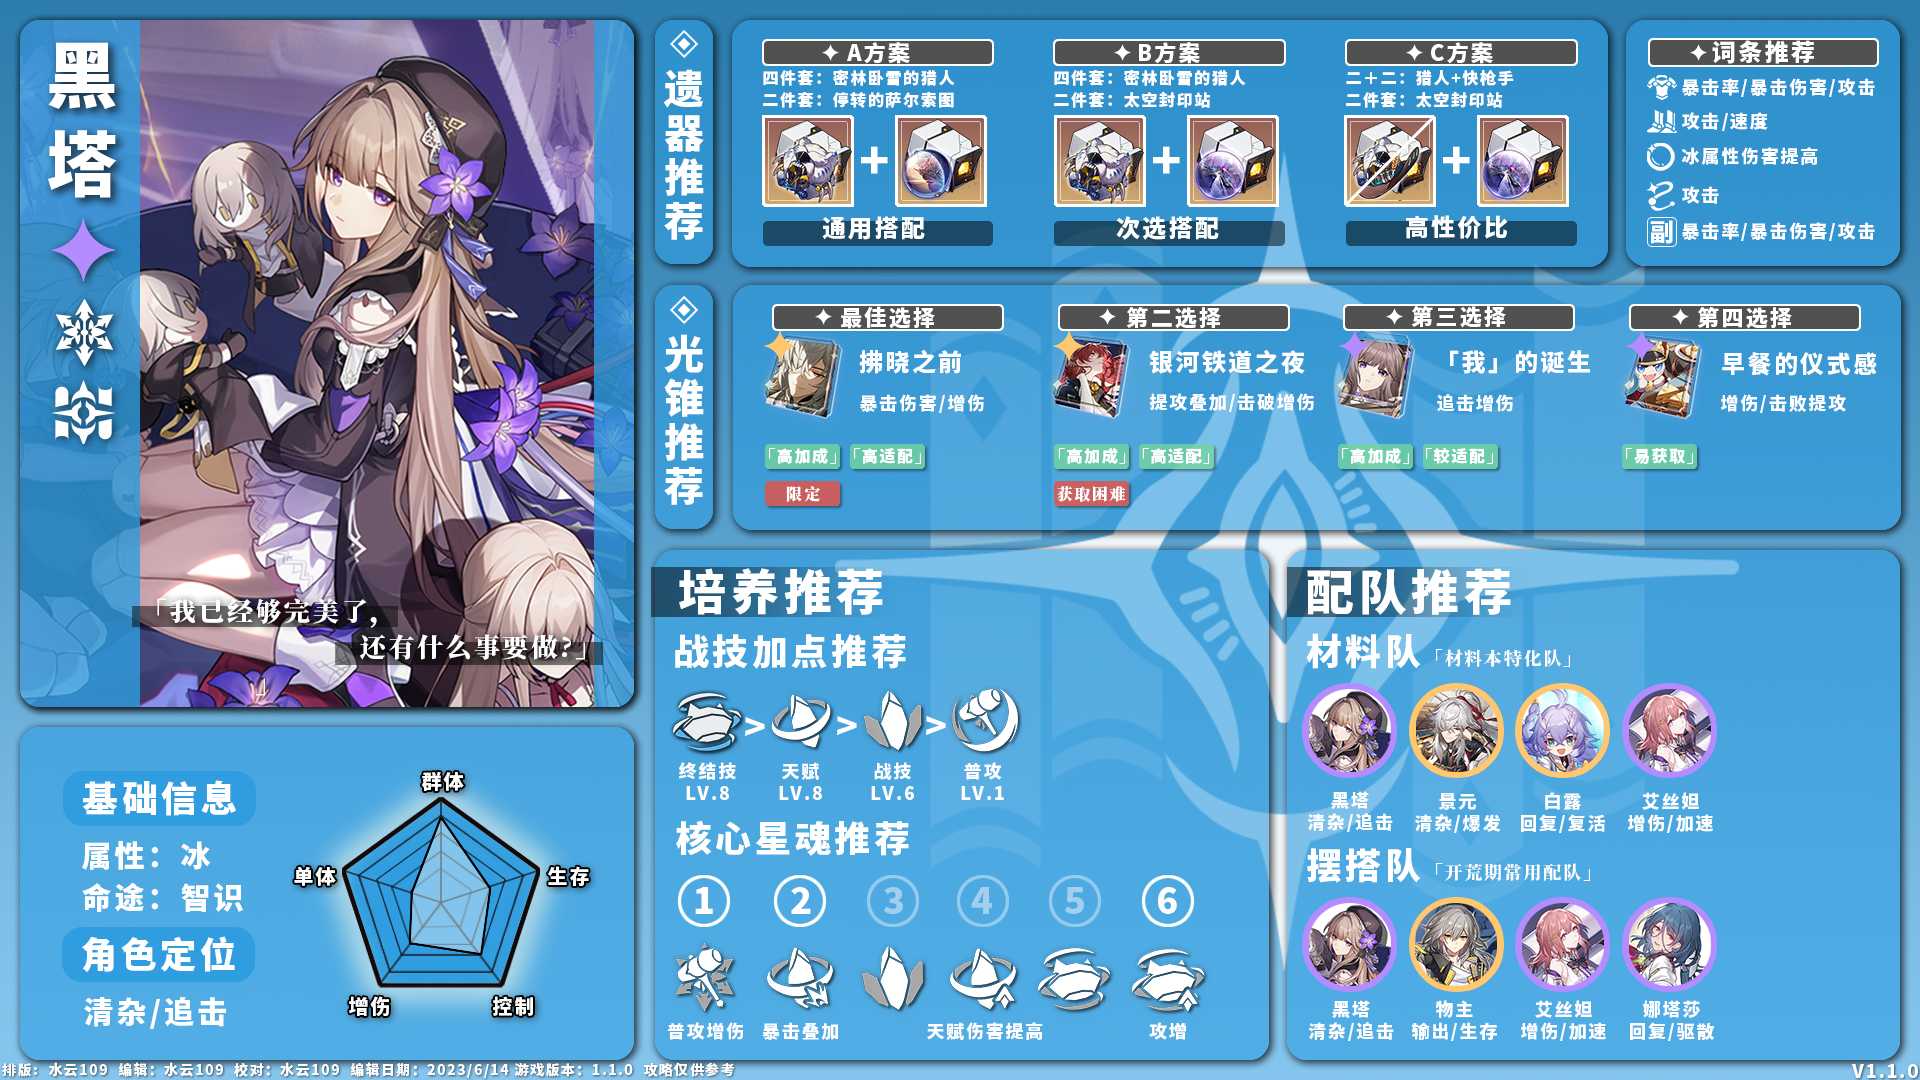 黑塔
「我已经够完美了，
还有什么事要做?」
基础信息
属性：冰
命途：智识
角色定位
清杂/追击
群体
生存
控制
增伤
单体
遗器推荐
✦ A方案
四件套：密林卧雪的猎人
二件套：停转的萨尔索图
+
通用搭配
✦ B方案
四件套：密林卧雪的猎人
二件套：太空封印站
+
次选搭配
✦ C方案
二＋二：猎人+快枪手
二件套：太空封印站
+
高性价比
✦词条推荐
暴击率/暴击伤害/攻击
攻击/速度
冰属性伤害提高
攻击
副 暴击率/暴击伤害/攻击
光锥推荐
✦ 最佳选择
拂晓之前
暴击伤害/增伤
「高加成」「高适配」
限定
✦ 第二选择
银河铁道之夜
提攻叠加/击破增伤
「高加成」「高适配」
获取困难
✦ 第三选择
「我」的诞生
追击增伤
「高加成」「较适配」
✦ 第四选择
早餐的仪式感
增伤/击败提攻
「易获取」
培养推荐
战技加点推荐
> > >
终结技 天赋 战技 普攻
LV.8 LV.8 LV.6 LV.1
核心星魂推荐
1 2 3 4 5 6
普攻增伤 暴击叠加 天赋伤害提高 攻增
配队推荐
材料队「材料本特化队」
黑塔 景元 白露 艾丝妲
清杂/追击 清杂/爆发 回复/复活 增伤/加速
摆搭队「开荒期常用配队」
黑塔 物主 艾丝妲 娜塔莎
清杂/追击 输出/生存 增伤/加速 回复/驱散
排版：水云109 编辑：水云109 校对：水云109 编辑日期：2023/6/14 游戏版本：1.1.0 攻略仅供参考
V1.1.0